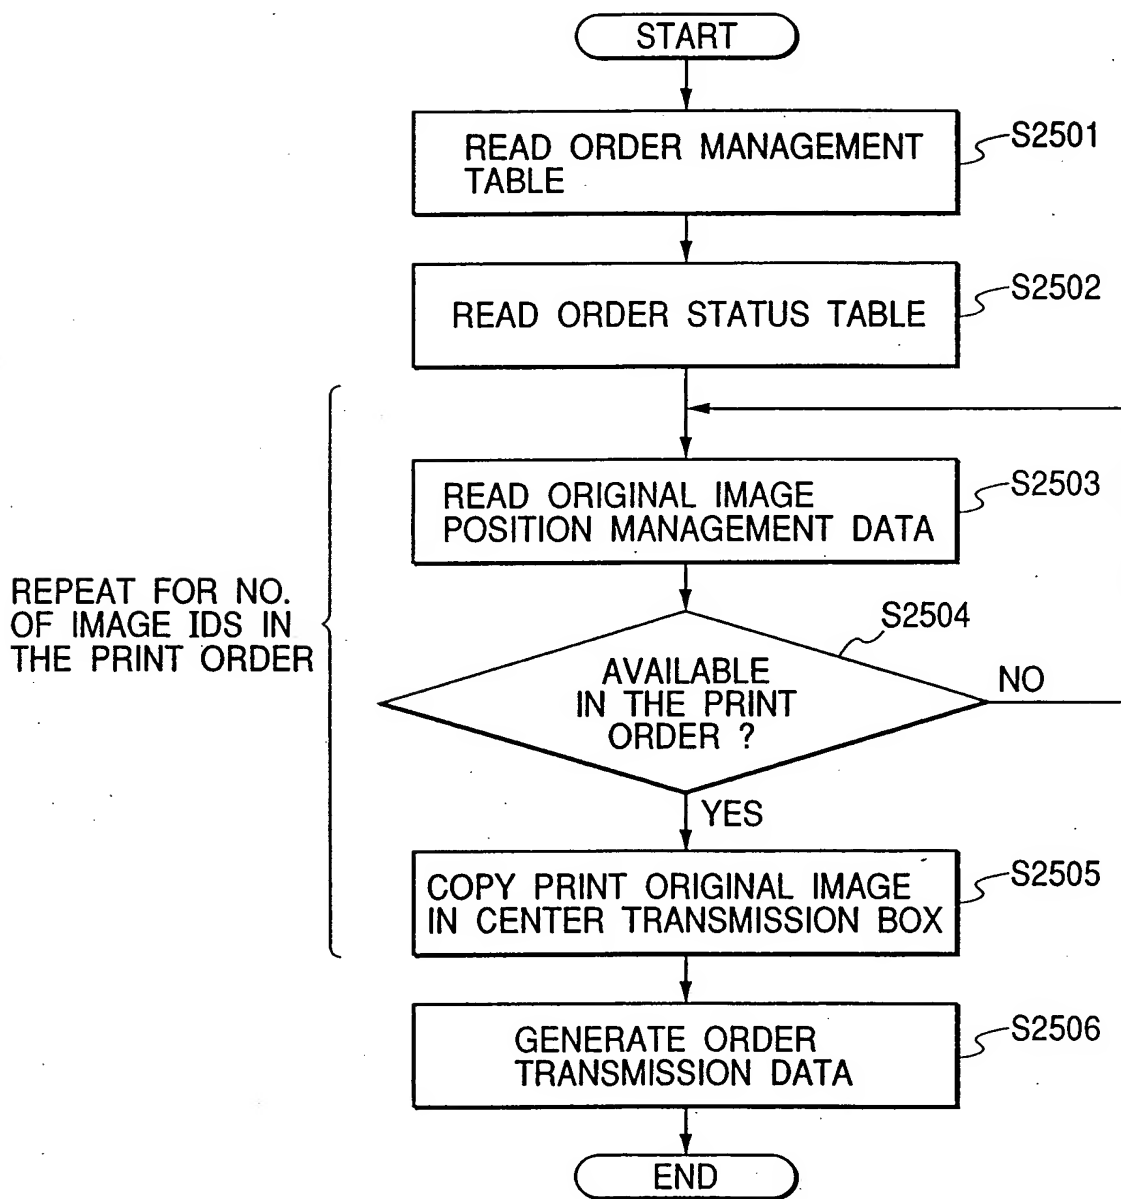 START
READ ORDER MANAGEMENT
TABLE
S2501
READ ORDER STATUS TABLE
S2502
READ ORIGINAL IMAGE
POSITION MANAGEMENT DATA
S2503
REPEAT FOR NO.
OF IMAGE IDS IN
THE PRINT ORDER
S2504
AVAILABLE
IN THE PRINT
ORDER ?
NO
YES
COPY PRINT ORIGINAL IMAGE
IN CENTER TRANSMISSION BOX
S2505
GENERATE ORDER
TRANSMISSION DATA
S2506
END